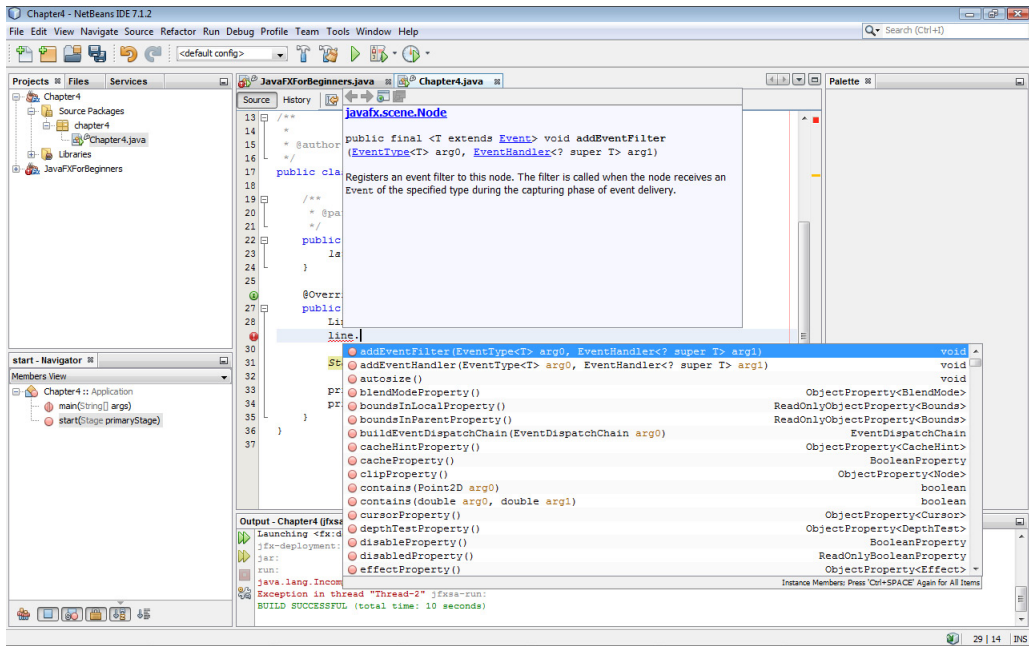 Chapter4 - NetBeans IDE 7.1.2
File Edit View Navigate Source Refactor Run Debug Profile Team Tools Window Help
Search (Ctrl+I)
<default config>
Projects Files Services
Chapter4
Source Packages
chapter4
Chapter4.java
Libraries
JavaFXForBeginners
JavaFXForBeginners.java Chapter4.java
Source History
Palette
13 /**
14 *
15 * @author
16 */
17 public cla
18
19 /**
20 * @pa
21 */
22 public
23 la
24 }
25
@Overr
27 public
28 Li
line.
30
31 St
32
33 pr
34 pr
35 }
36 }
37
javafx.scene.Node
public final <T extends Event> void addEventFilter
(EventType<T> arg0, EventHandler<? super T> arg1)
Registers an event filter to this node. The filter is called when the node receives an
Event of the specified type during the capturing phase of event delivery.
addEventFilter(EventType<T> arg0, EventHandler<? super T> arg1) void
addEventHandler(EventType<T> arg0, EventHandler<? super T> arg1) void
autosize() void
blendModeProperty() ObjectProperty<BlendMode>
boundsInLocalProperty() ReadOnlyObjectProperty<Bounds>
boundsInParentProperty() ReadOnlyObjectProperty<Bounds>
buildEventDispatchChain(EventDispatchChain arg0) EventDispatchChain
cacheHintProperty() ObjectProperty<CacheHint>
cacheProperty() BooleanProperty
clipProperty() ObjectProperty<Node>
contains(Point2D arg0) boolean
contains(double arg0, double arg1) boolean
cursorProperty() ObjectProperty<Cursor>
depthTestProperty() ObjectProperty<DepthTest>
disableProperty() BooleanProperty
disabledProperty() ReadOnlyBooleanProperty
effectProperty() ObjectProperty<Effect>
Instance Members: Press 'Ctrl+SPACE' Again for All Items
start - Navigator
Members View
Chapter4 :: Application
main(String[] args)
start(Stage primaryStage)
Output - Chapter4 (jfxsa
Launching <fx:d
jfx-deployment:
jar:
run:
java.lang.Incom
Exception in thread "Thread-2" jfxsa-run:
BUILD SUCCESSFUL (total time: 10 seconds)
29 | 14 INS